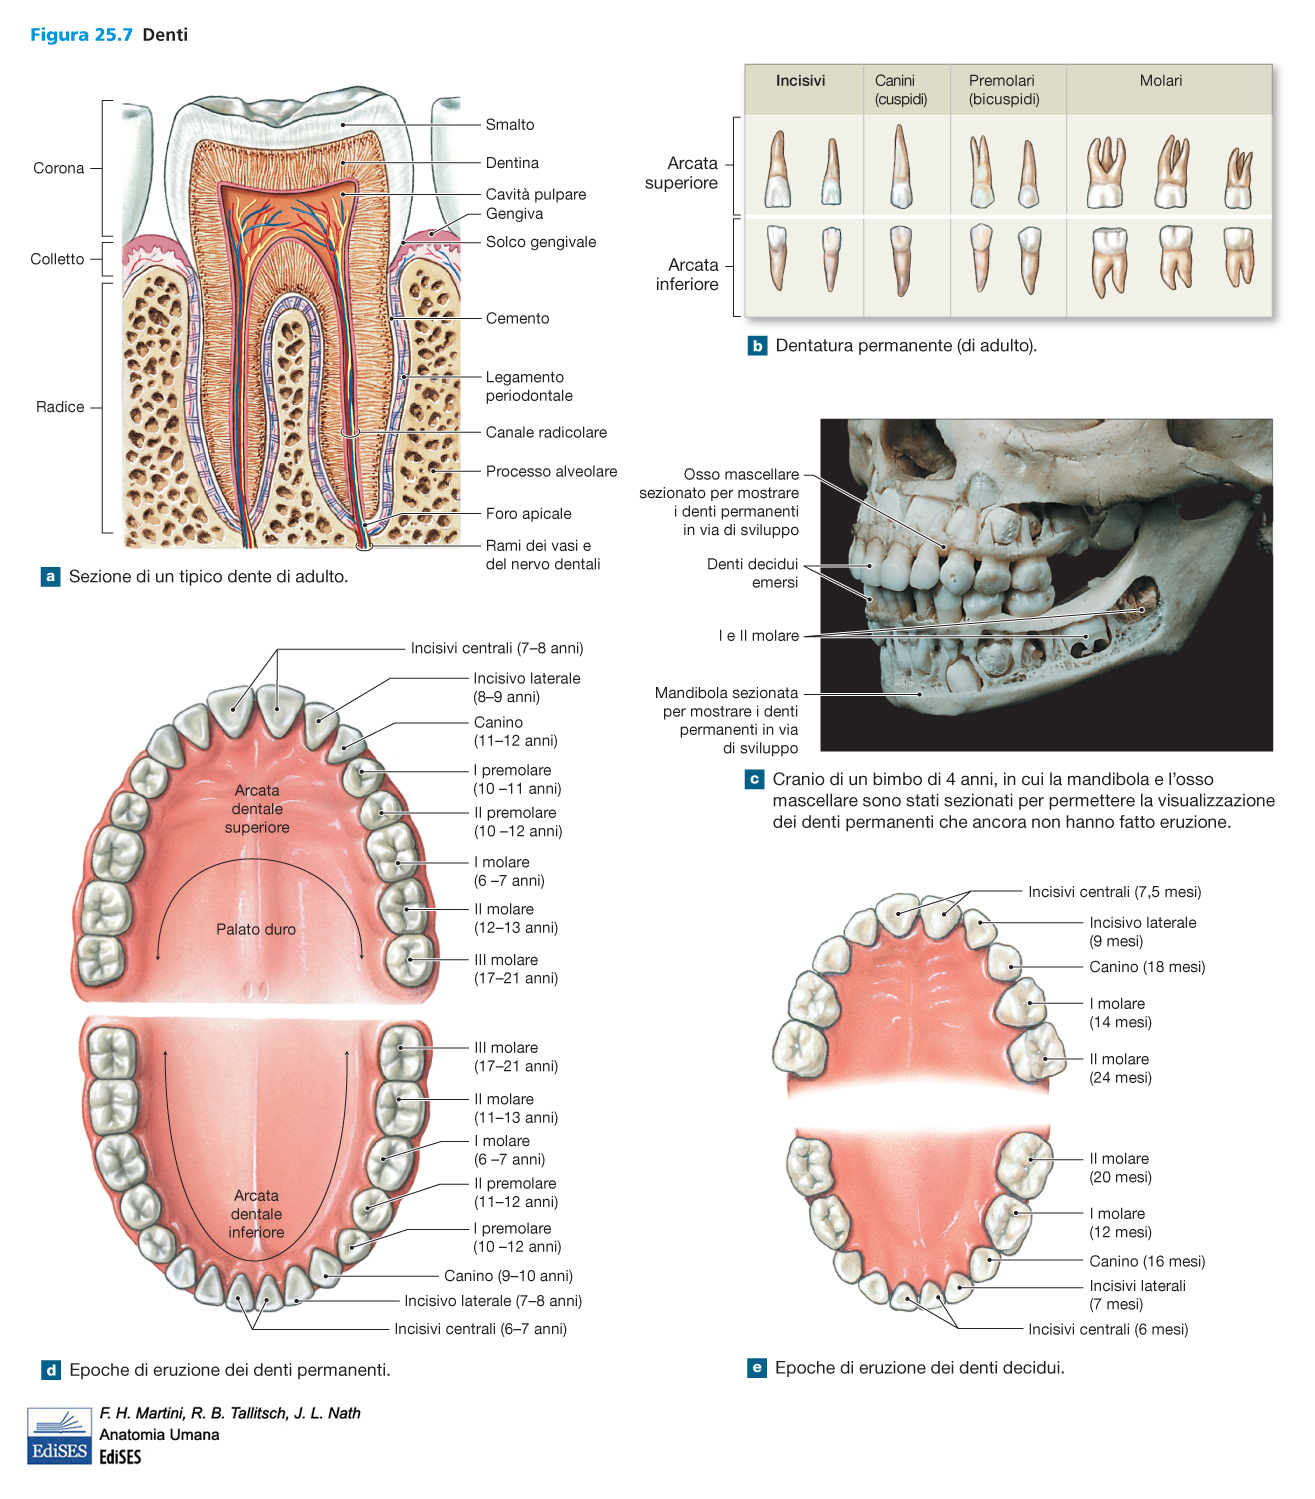 Figura 25.7 Denti
Corona
Colletto
Radice
Smalto
Dentina
Cavità pulpare
Gengiva
Solco gengivale
Cemento
Legamento
periodontale
Canale radicolare
Processo alveolare
Foro apicale
Rami dei vasi e
del nervo dentali
a Sezione di un tipico dente di adulto.
Incisivi
Canini
(cuspidi)
Premolari
(bicuspidi)
Molari
Arcata
superiore
Arcata
inferiore
b Dentatura permanente (di adulto).
Osso mascellare
sezionato per mostrare
i denti permanenti
in via di sviluppo
Denti decidui
emersi
I e II molare
Mandibola sezionata
per mostrare i denti
permanenti in via
di sviluppo
c Cranio di un bimbo di 4 anni, in cui la mandibola e l'osso
mascellare sono stati sezionati per permettere la visualizzazione
dei denti permanenti che ancora non hanno fatto eruzione.
Incisivi centrali (7–8 anni)
Incisivo laterale
(8–9 anni)
Canino
(11–12 anni)
I premolare
(10 –11 anni)
II premolare
(10 –12 anni)
I molare
(6 –7 anni)
II molare
(12–13 anni)
III molare
(17–21 anni)
Arcata
dentale
superiore
Palato duro
III molare
(17–21 anni)
II molare
(11–13 anni)
I molare
(6 –7 anni)
II premolare
(11–12 anni)
I premolare
(10 –12 anni)
Canino (9–10 anni)
Incisivo laterale (7–8 anni)
Incisivi centrali (6–7 anni)
Arcata
dentale
inferiore
d Epoche di eruzione dei denti permanenti.
Incisivi centrali (7,5 mesi)
Incisivo laterale
(9 mesi)
Canino (18 mesi)
I molare
(14 mesi)
II molare
(24 mesi)
II molare
(20 mesi)
I molare
(12 mesi)
Canino (16 mesi)
Incisivi laterali
(7 mesi)
Incisivi centrali (6 mesi)
e Epoche di eruzione dei denti decidui.
EdiSES
F. H. Martini, R. B. Tallitsch, J. L. Nath
Anatomia Umana
EdiSES